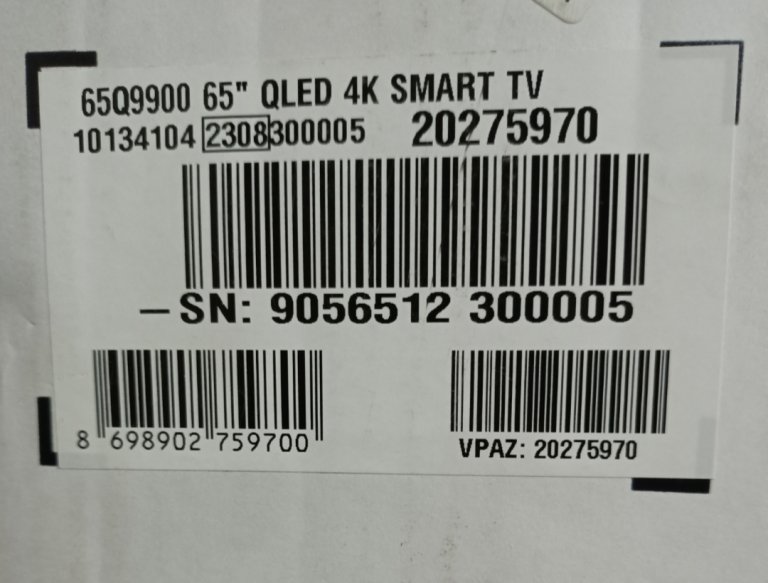 65Q9900 65" QLED 4K SMART TV
10134104 2308300005 20275970
–SN: 9056512 300005
8 698902 759700
VPAZ: 20275970